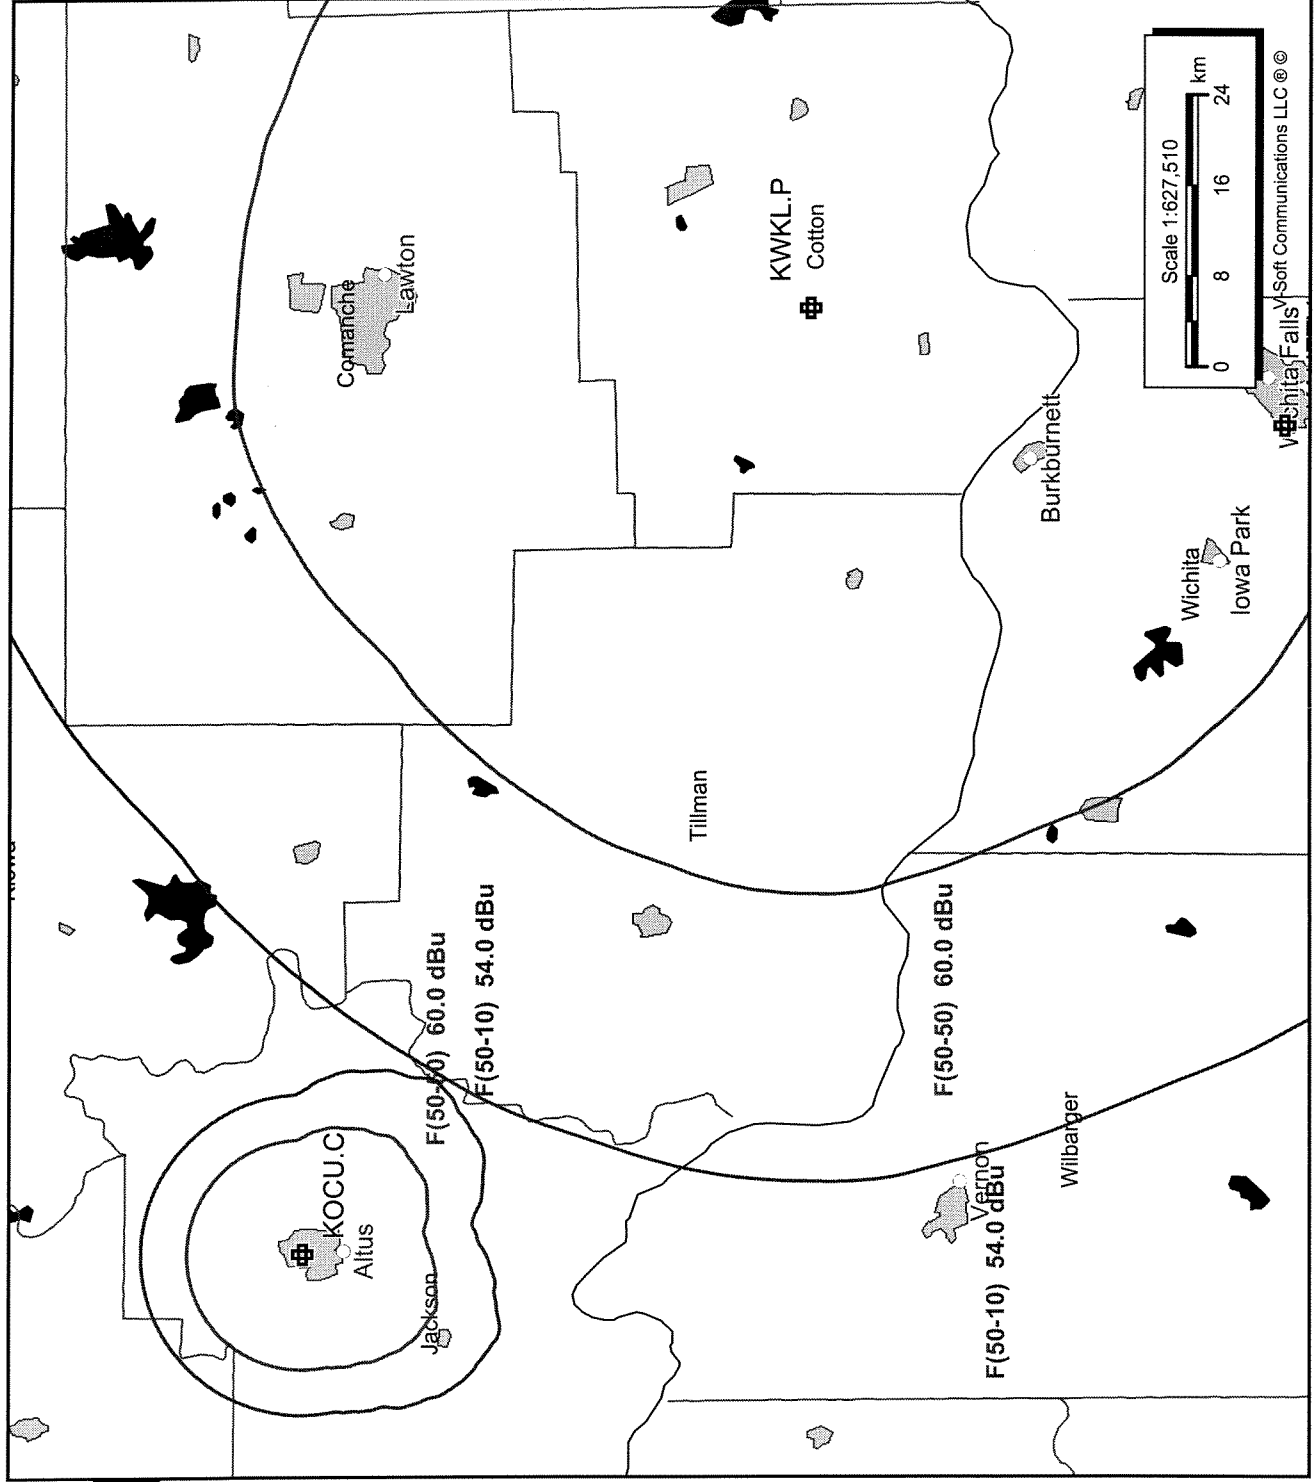 KOCU.C
Altus
Jackson
F(50-50) 60.0 dBu
F(50-10) 54.0 dBu
Comanche
Lawton
KWKL.P
Cotton
Tillman
F(50-50) 60.0 dBu
Vernon
F(50-10) 54.0 dBu
Wilbarger
Burkburnett
Wichita
Iowa Park
Wichita Falls
Scale 1:627,510
0 8 16 24 km
V-Soft Communications LLC ® ©